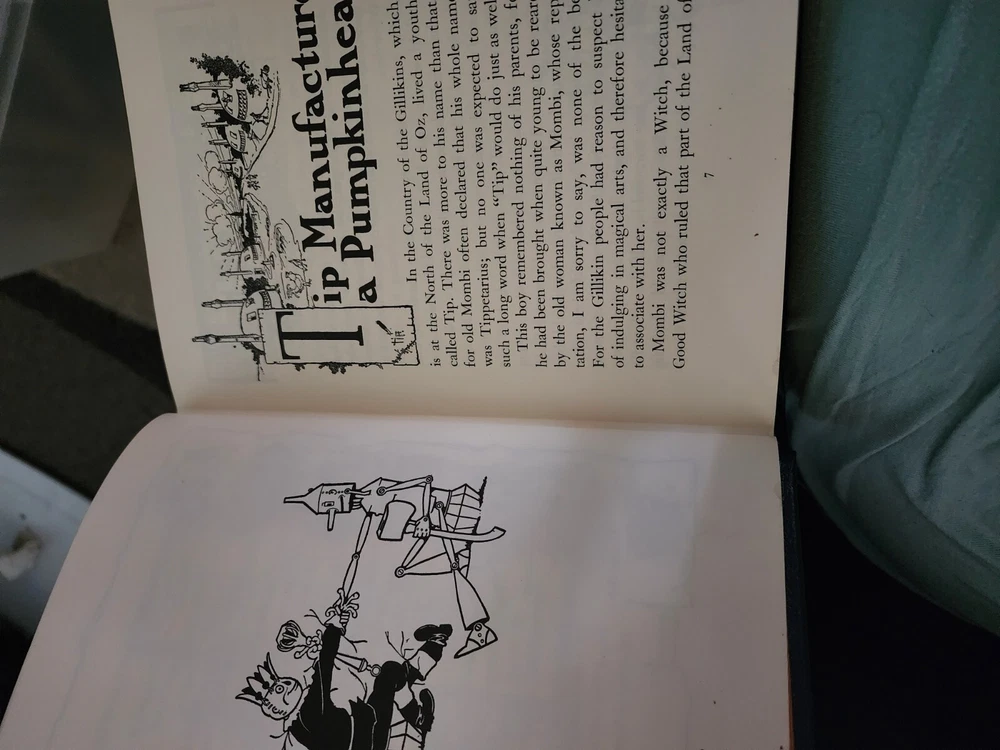 Tip Manufactur
a Pumpkinhea
In the Country of the Gillikins, which
is at the North of the Land of Oz, lived a youth
called Tip. There was more to his name than that
for old Mombi often declared that his whole name
was Tippetarius; but no one was expected to sa
such a long word when "Tip" would do just as wel
This boy remembered nothing of his parents, f
he had been brought when quite young to be rear
by the old woman known as Mombi, whose rep
tation, I am sorry to say, was none of the be
For the Gillikin people had reason to suspect
of indulging in magical arts, and therefore hesita
to associate with her.
Mombi was not exactly a Witch, because
Good Witch who ruled that part of the Land of
7